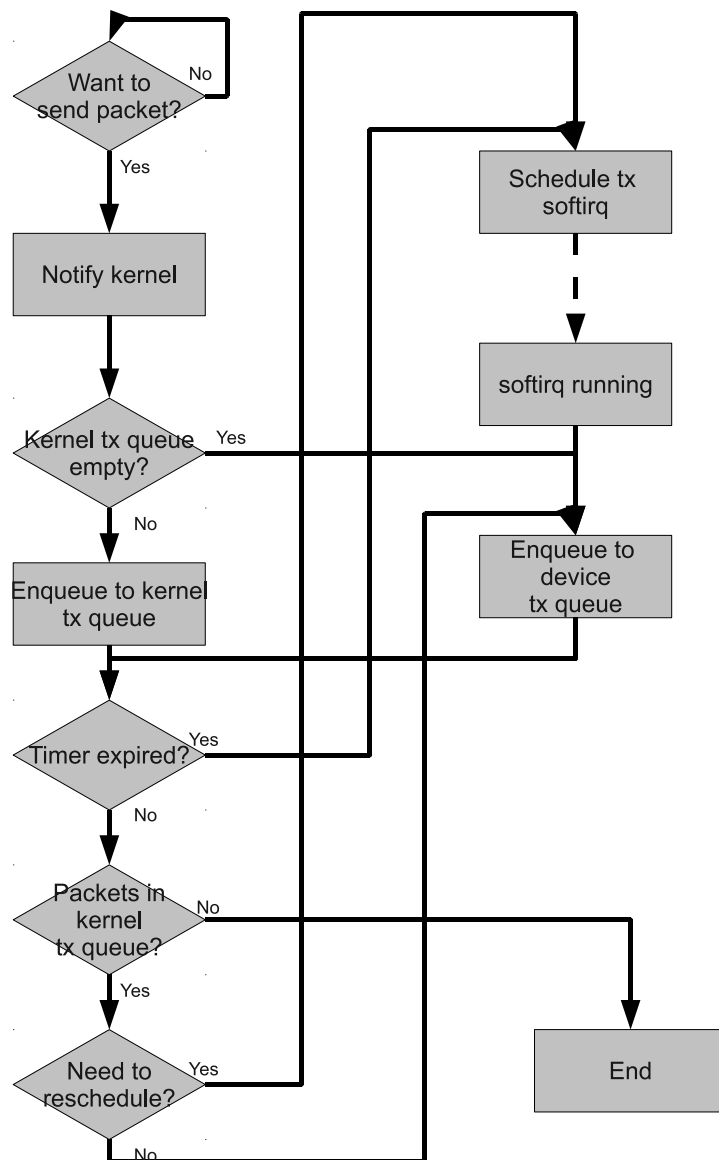 Want to
send packet?
No
Yes
Notify kernel
Kernel tx queue
empty?
Yes
No
Enqueue to kernel
tx queue
Timer expired?
Yes
No
Packets in
kernel
tx queue?
No
Yes
Need to
reschedule?
Yes
No
Schedule tx
softirq
softirq running
Enqueue to
device
tx queue
End